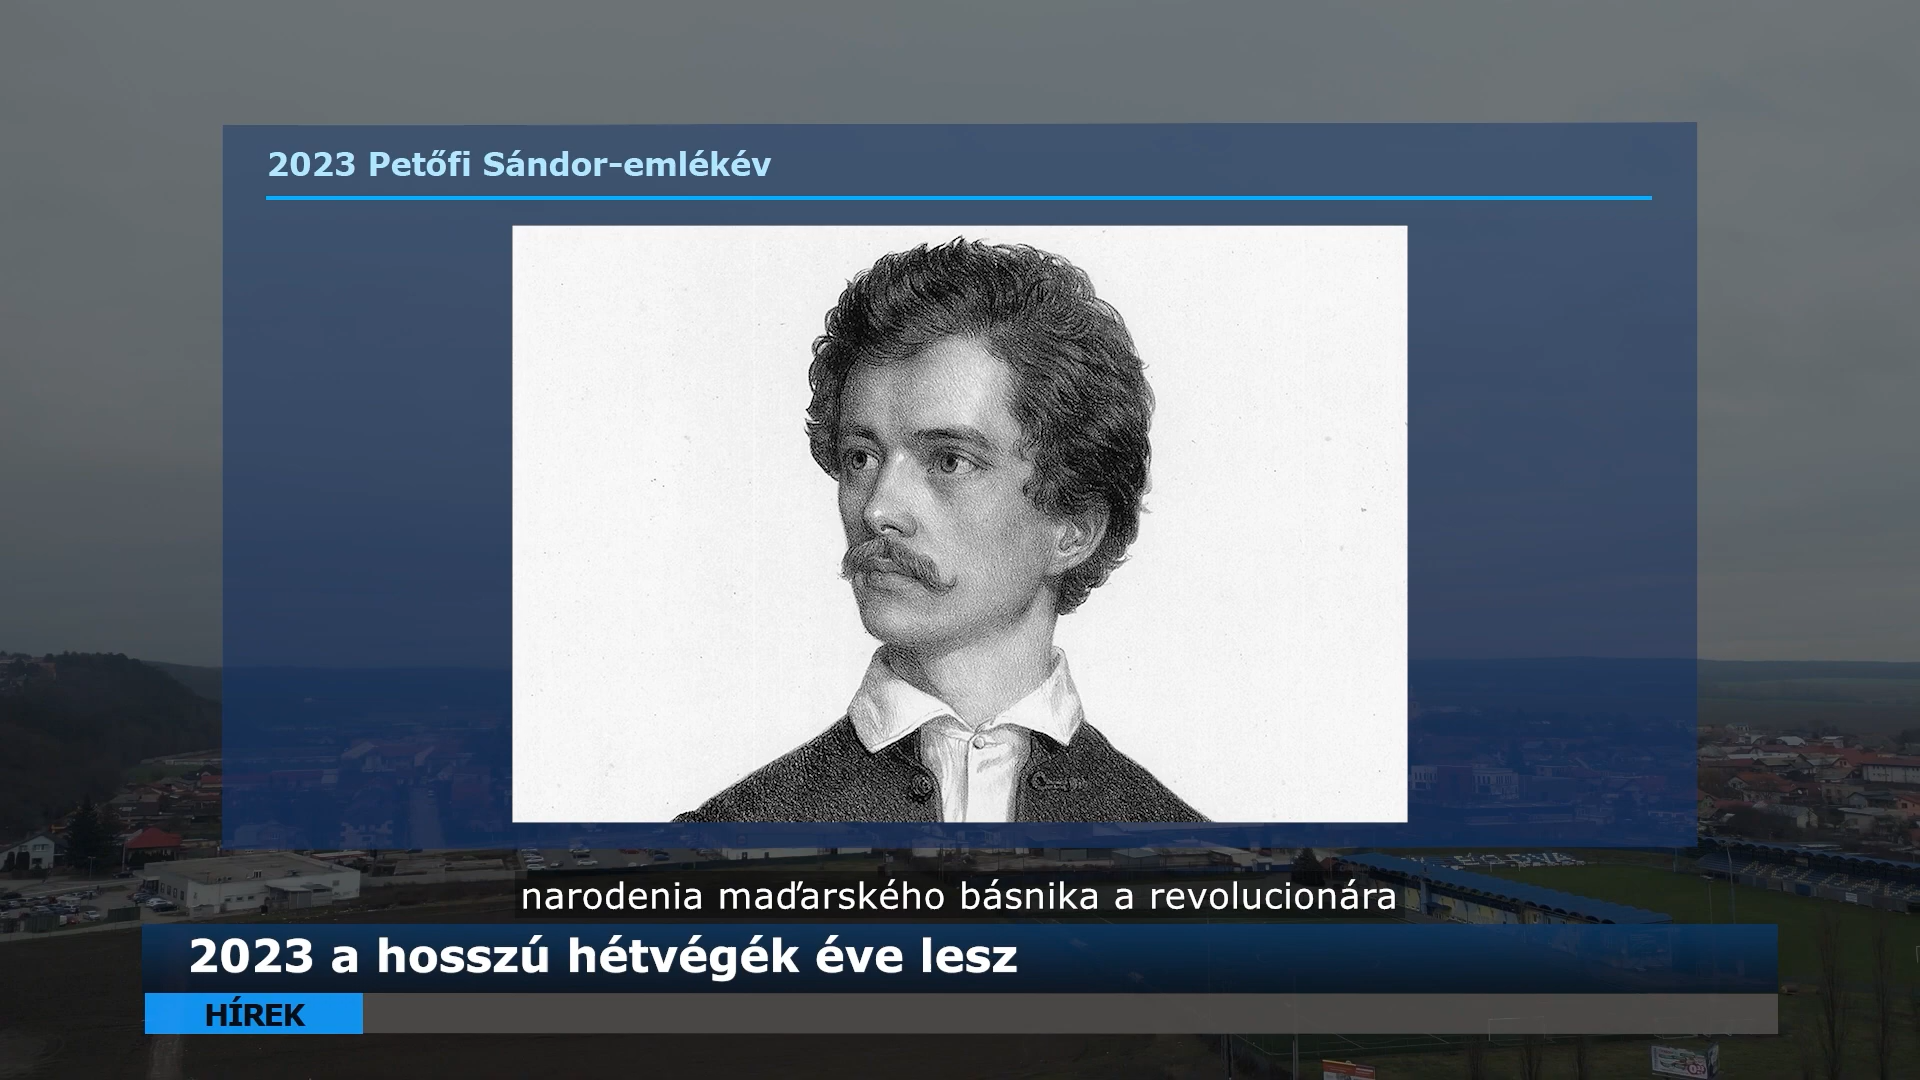 2023 Petőfi Sándor-emlékév
narodenia maďarského básnika a revolucionára
2023 a hosszú hétvégék éve lesz
HÍREK